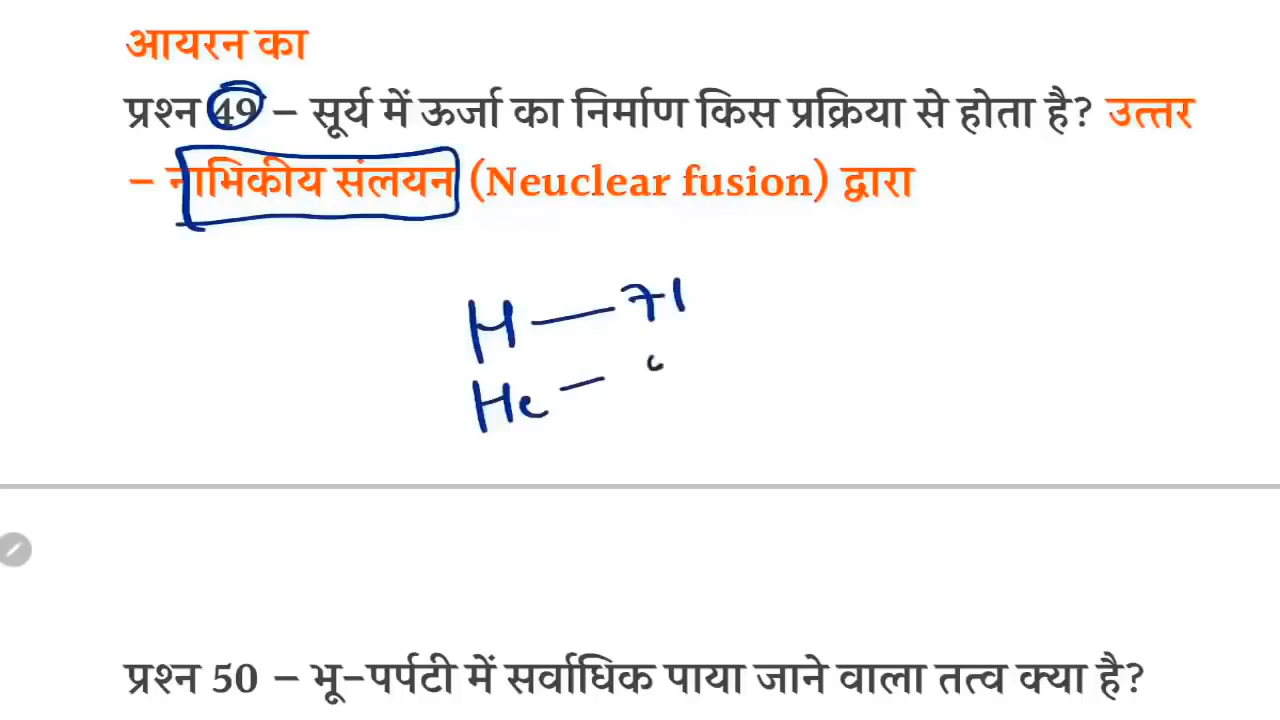 आयरन का
प्रश्न 49 – सूर्य में ऊर्जा का निर्माण किस प्रक्रिया से होता है? उत्तर
– नाभिकीय संलयन (Neuclear fusion) द्वारा
H — 71
He —
प्रश्न 50 – भू-पर्पटी में सर्वाधिक पाया जाने वाला तत्व क्या है?